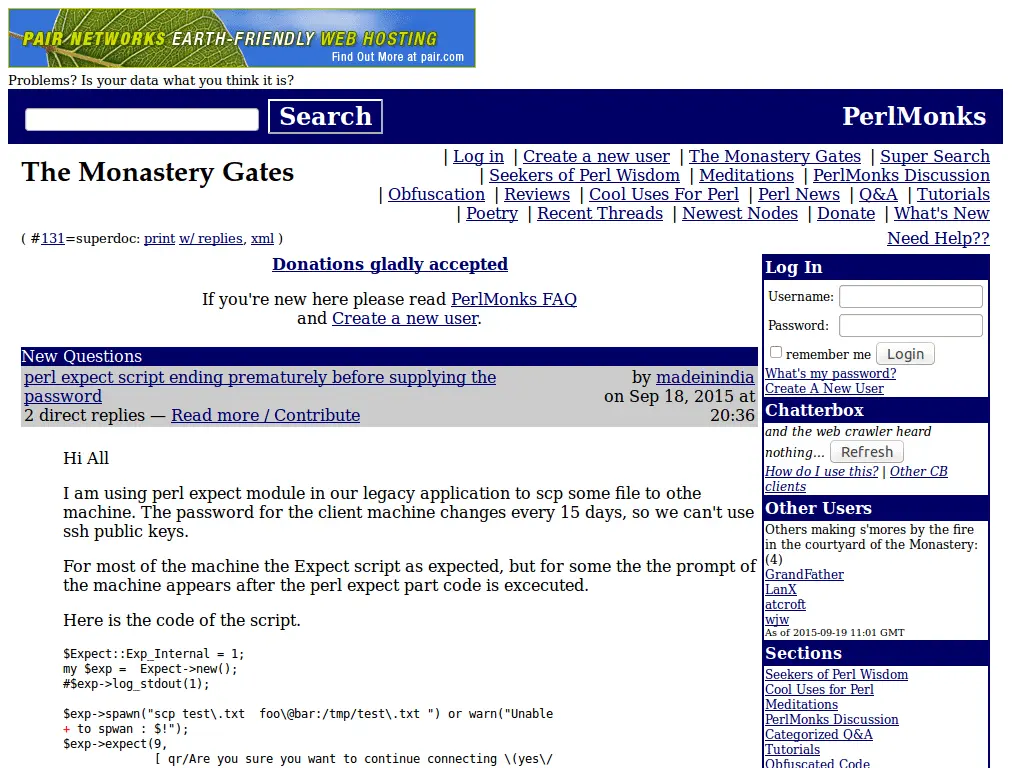 PAIR NETWORKS EARTH-FRIENDLY WEB HOSTING
Find Out More at pair.com
Problems? Is your data what you think it is?
Search
PerlMonks
The Monastery Gates
| Log in | Create a new user | The Monastery Gates | Super Search
| Seekers of Perl Wisdom | Meditations | PerlMonks Discussion
| Obfuscation | Reviews | Cool Uses For Perl | Perl News | Q&A | Tutorials
| Poetry | Recent Threads | Newest Nodes | Donate | What's New
( #131=superdoc: print w/ replies, xml )
Need Help??
Donations gladly accepted
If you're new here please read PerlMonks FAQ
and Create a new user.
New Questions
perl expect script ending prematurely before supplying the
password
2 direct replies — Read more / Contribute
by madeinindia
on Sep 18, 2015 at
20:36
Hi All
I am using perl expect module in our legacy application to scp some file to othe
machine. The password for the client machine changes every 15 days, so we can't use
ssh public keys.
For most of the machine the Expect script as expected, but for some the the prompt of
the machine appears after the perl expect part code is excecuted.
Here is the code of the script.
$Expect::Exp_Internal = 1;
my $exp =  Expect->new();
#$exp->log_stdout(1);
$exp->spawn("scp test\.txt  foo\@bar:/tmp/test\.txt ") or warn("Unable
+ to spwan : $!");
$exp->expect(9,
[ qr/Are you sure you want to continue connecting \(yes\/
Log In
Username:
Password:
remember me Login
What's my password?
Create A New User
Chatterbox
and the web crawler heard
nothing... Refresh
How do I use this? | Other CB
clients
Other Users
Others making s'mores by the fire
in the courtyard of the Monastery:
(4)
GrandFather
LanX
atcroft
wjw
As of 2015-09-19 11:01 GMT
Sections
Seekers of Perl Wisdom
Cool Uses for Perl
Meditations
PerlMonks Discussion
Categorized Q&A
Tutorials
Obfuscated Code